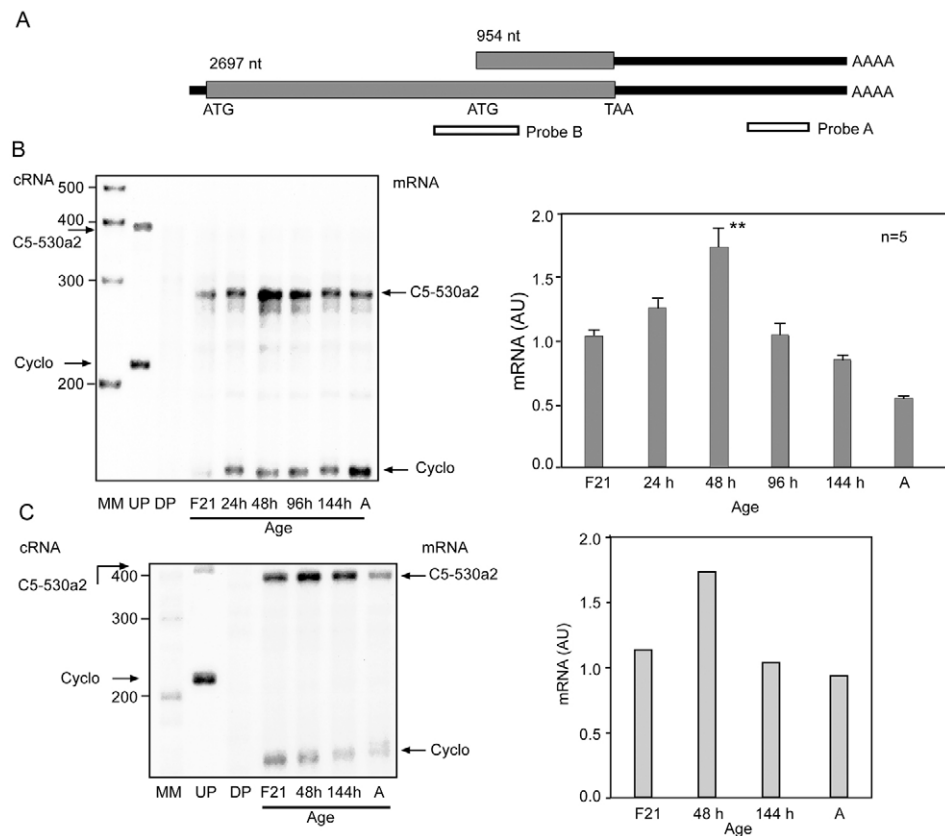 A
954 nt
AAAA
2697 nt
AAAA
ATG ATG TAA
Probe B
Probe A
B
cRNA
mRNA
500
400
C5-530a2
300
C5-530a2
Cyclo
200
Cyclo
MM UP DP F21 24h 48h 96h 144h A
Age
2.0
1.5
1.0
0.5
0.0
mRNA (AU)
**
n=5
F21 24 h 48 h 96 h 144 h A
Age
C
cRNA
mRNA
C5-530a2
400
C5-530a2
300
Cyclo
200
Cyclo
MM UP DP F21 48h 144h A
Age
2.0
1.5
1.0
0.5
0.0
mRNA (AU)
F21 48 h 144 h A
Age